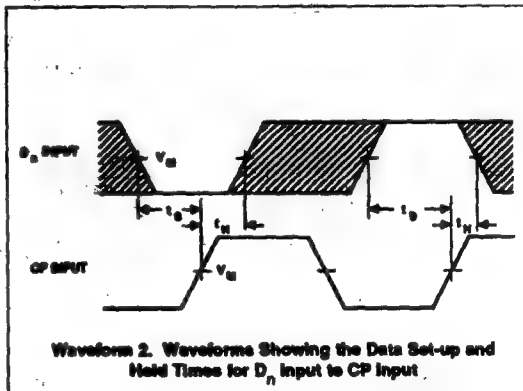 Dn INPUT
VM
tS
tH
tS
tH
CP INPUT
VM
Waveform 2. Waveforms Showing the Data Set-up and
Hold Times for Dn Input to CP Input